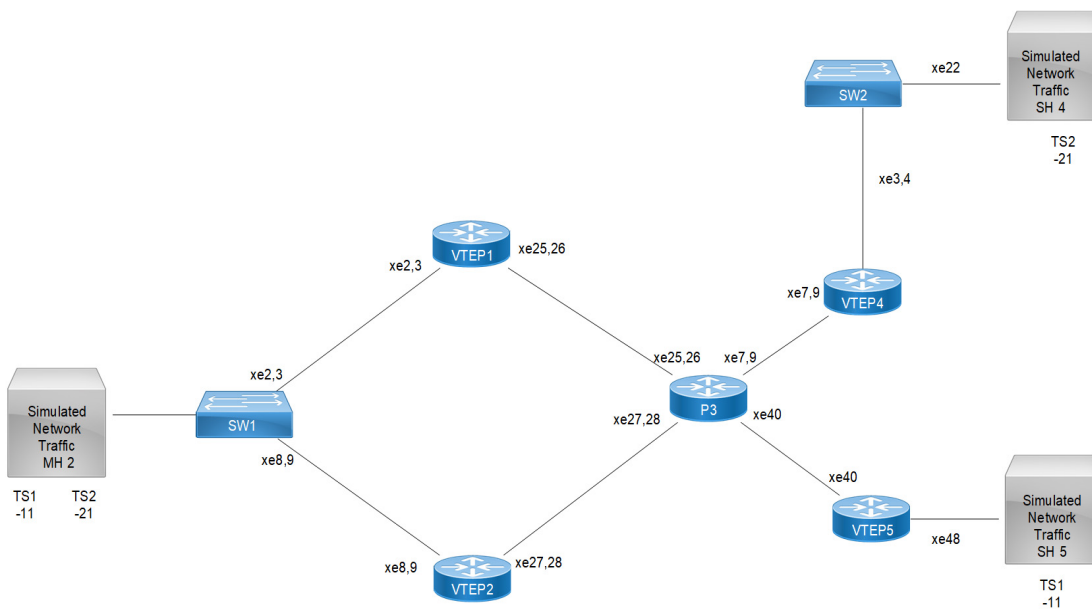 Simulated
Network
Traffic
SH 4
TS2
-21
xe22
SW2
xe3,4
VTEP1
xe25,26
xe2,3
xe7,9
VTEP4
xe25,26
xe7,9
xe2,3
Simulated
Network
Traffic
MH 2
TS1 TS2
-11 -21
SW1
xe8,9
P3
xe27,28
xe40
xe40
VTEP5
xe48
Simulated
Network
Traffic
SH 5
TS1
-11
xe8,9
VTEP2
xe27,28